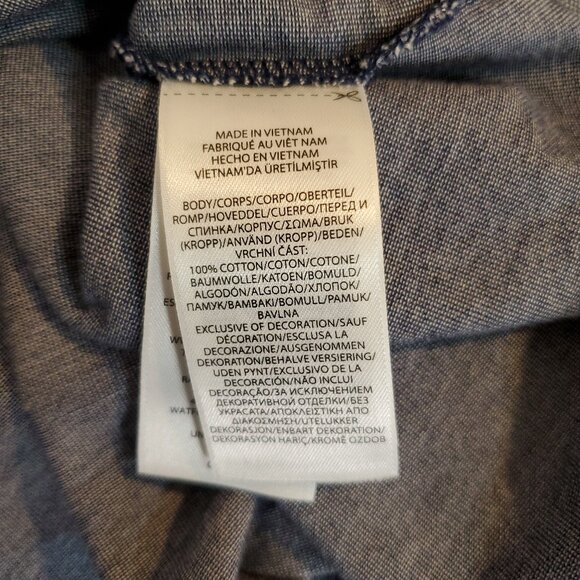 MADE IN VIETNAM
FABRIQUÉ AU VIÊT NAM
HECHO EN VIETNAM
VİETNAM'DA ÜRETİLMİŞTİR
BODY/CORPS/CORPO/OBERTEIL/
ROMP/HOVEDDEL/CUERPO/ПЕРЕД И
СПИНКА/КОРПУС/ΣΩΜΑ/BRUK
(KROPP)/ANVÄND (KROPP)/BEDEN/
VRCHNÍ ČÁST:
100% COTTON/COTON/COTONE/
BAUMWOLLE/KATOEN/BOMULD/
ALGODÓN/ALGODÃO/ХЛОПОК/
ПАМУК/ΒΑΜΒΑΚΙ/BOMULL/PAMUK/
BAVLNA
EXCLUSIVE OF DECORATION/SAUF
DÉCORATION/ESCLUSA LA
DECORAZIONE/AUSGENOMMEN
DEKORATION/BEHALVE VERSIERING/
UDEN PYNT/EXCLUSIVO DE LA
DECORACIÓN/NÃO INCLUI
DECORAÇÃO/ЗА ИСКЛЮЧЕНИЕМ
ДЕКОРАТИВНОЙ ОТДЕЛКИ/БЕЗ
УКРАСАТА/ΑΠΟΚΛΕΙΣΤΙΚΗ ΑΠΟ
ΔΙΑΚΟΣΜΗΣΗ/UTELUKKER
DEKORASJON/ENBART DEKORATION/
DEKORASYON HARİÇ/KROMĚ OZDOB